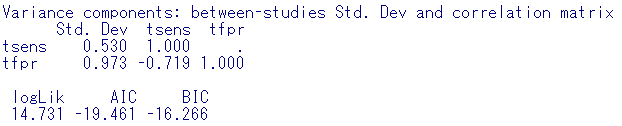 Variance components: between-studies Std. Dev and correlation matrix
Std. Dev tsens tfpr
tsens 0.530 1.000 .
tfpr 0.973 -0.719 1.000
logLik AIC BIC
14.731 -19.461 -16.266